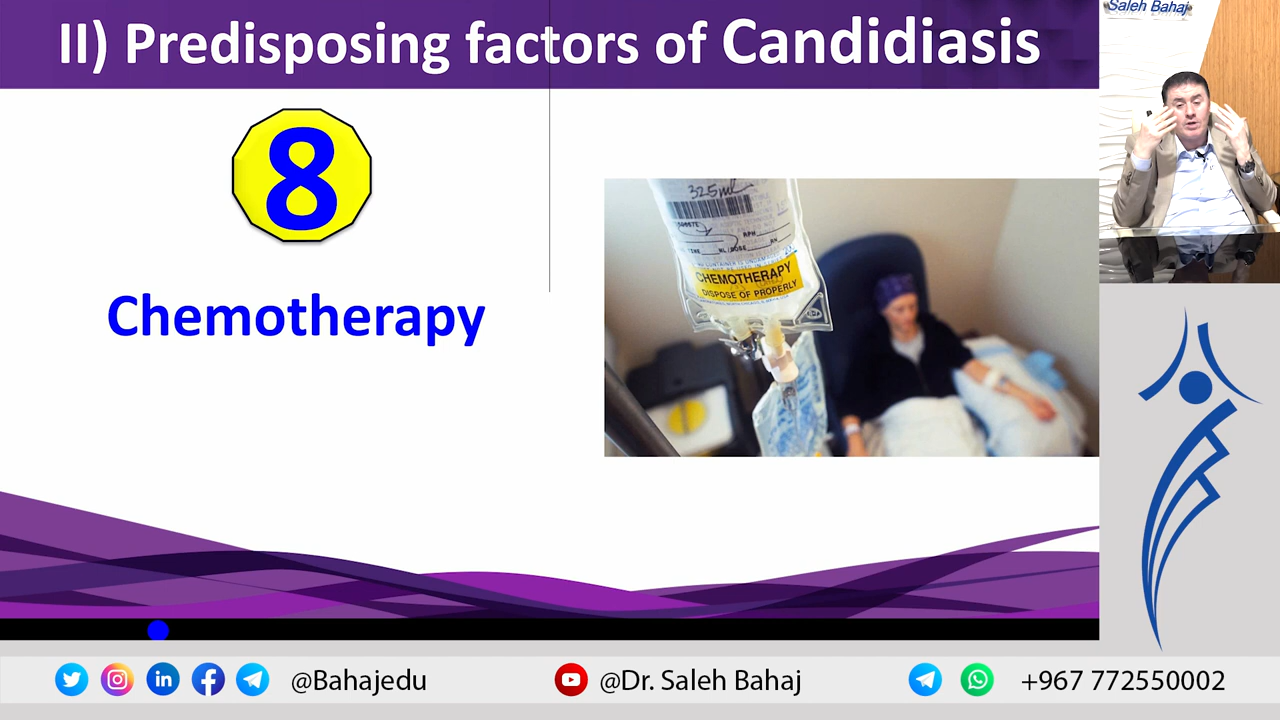 II) Predisposing factors of Candidiasis
Saleh Bahaj
8
Chemotherapy
325ml
CHEMOTHERAPY
DISPOSE OF PROPERLY
@Bahajedu
@Dr. Saleh Bahaj
+967 772550002